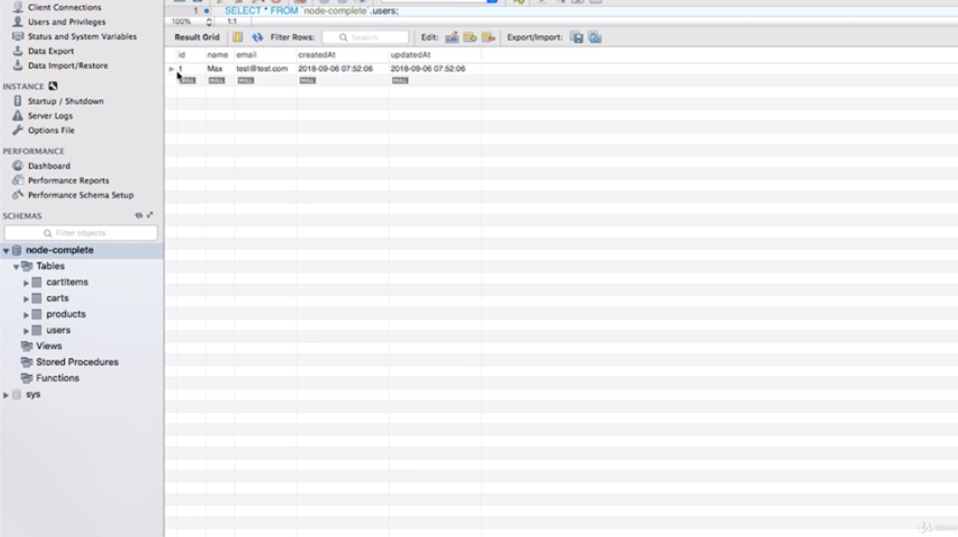 Client Connections
Users and Privileges
Status and System Variables
Data Export
Data Import/Restore
INSTANCE
Startup / Shutdown
Server Logs
Options File
PERFORMANCE
Dashboard
Performance Reports
Performance Schema Setup
SCHEMAS
Filter objects
node-complete
Tables
cartItems
carts
products
users
Views
Stored Procedures
Functions
sys
1 SELECT * FROM `node-complete`.users;
100% 1:1
Result Grid Filter Rows: Search Edit: Export/Import:
id name email createdAt updatedAt
1 Max test@test.com 2018-09-06 07:52:06 2018-09-06 07:52:06
NULL NULL NULL NULL NULL
Udemy